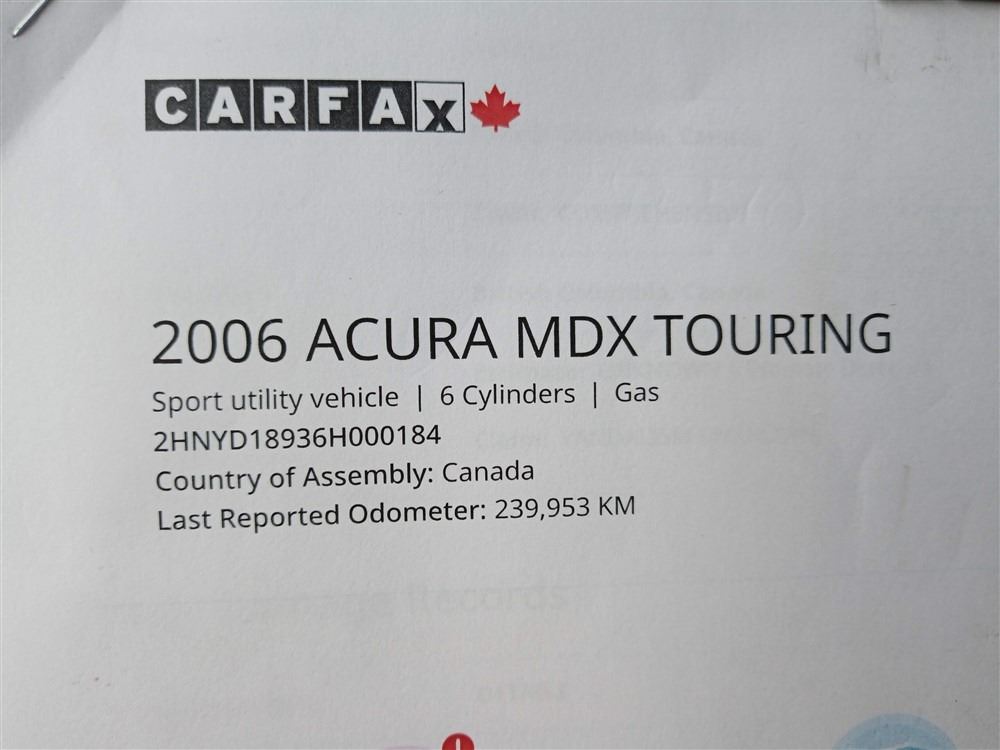 CARFAX
2006 ACURA MDX TOURING
Sport utility vehicle | 6 Cylinders | Gas
2HNYD18936H000184
Country of Assembly: Canada
Last Reported Odometer: 239,953 KM
Records